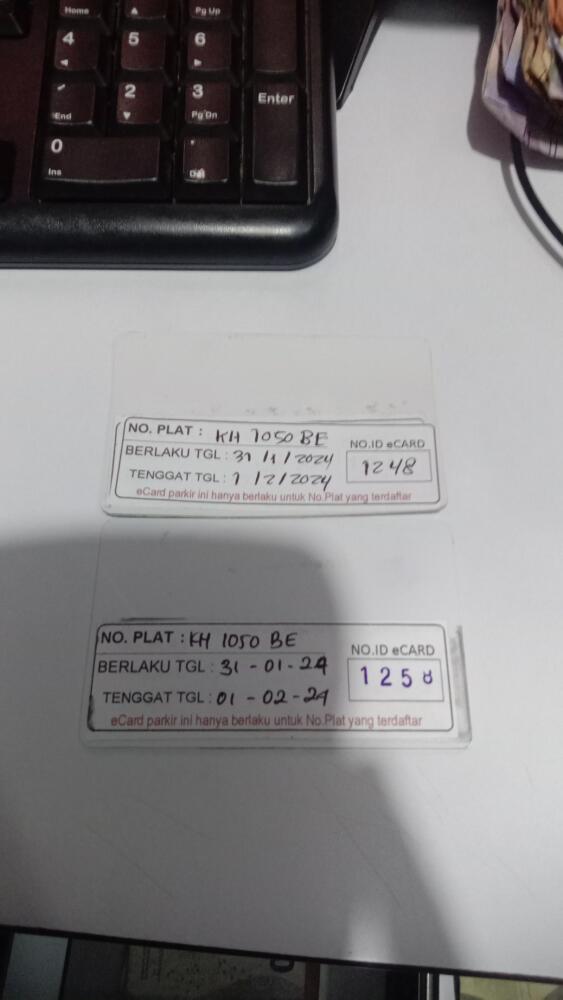 Home
Pg Up
4
5
6
End
2
3
Pg Dn
Enter
0
Ins
NO. PLAT : KH 1050 BE
BERLAKU TGL : 31 / 1 / 2024
NO.ID eCARD
1248
TENGGAT TGL : 1 / 2 / 2024
eCard parkir ini hanya berlaku untuk No.Plat yang terdaftar
NO. PLAT : KH 1050 BE
NO.ID eCARD
BERLAKU TGL : 31 - 01 - 24
1258
TENGGAT TGL : 01 - 02 - 24
eCard parkir ini hanya berlaku untuk No.Plat yang terdaftar